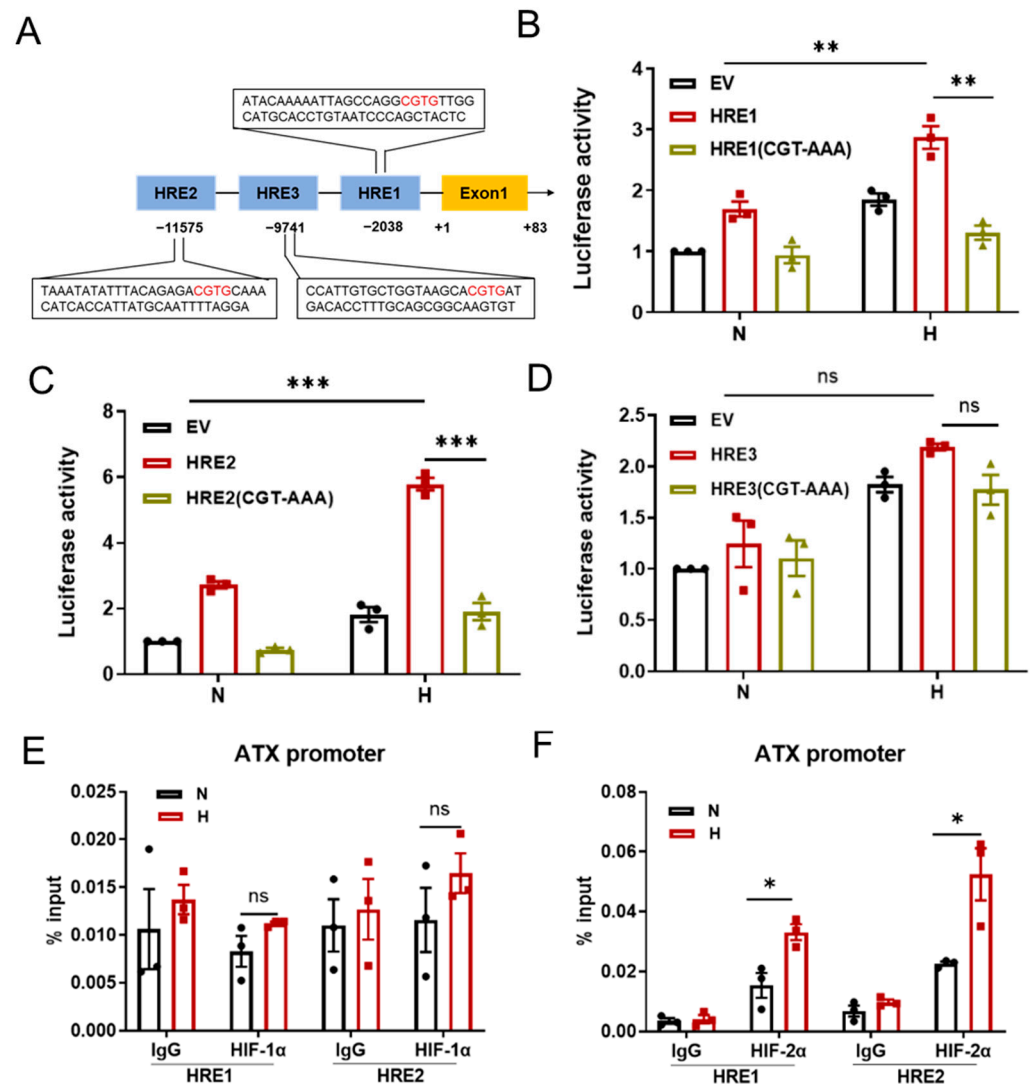 A
ATACAAAAATTAGCCAGGCGTGTTGG
CATGCACCTGTAATCCCAGCTACTC
HRE2
HRE3
HRE1
Exon1
−11575
−9741
−2038
+1
+83
TAAATATATTTACAGAGACGTGCAAA
CATCACCATTATGCAATTTTAGGA
CCCATTGTGCTGGTAAGCACGTGAT
GACACCTTTGCAGCGGCAAGTGT
B
Luciferase activity
4
3
2
1
0
EV
HRE1
HRE1(CGT-AAA)
**
**
N
H
C
Luciferase activity
8
6
4
2
0
EV
HRE2
HRE2(CGT-AAA)
***
***
N
H
D
Luciferase activity
2.5
2.0
1.5
1.0
0.5
0.0
EV
HRE3
HRE3(CGT-AAA)
ns
ns
N
H
E
ATX promoter
% input
0.025
0.020
0.015
0.010
0.005
0.000
N
H
ns
ns
IgG
HIF-1α
IgG
HIF-1α
HRE1
HRE2
F
ATX promoter
% input
0.08
0.06
0.04
0.02
0.00
N
H
*
*
IgG
HIF-2α
IgG
HIF-2α
HRE1
HRE2